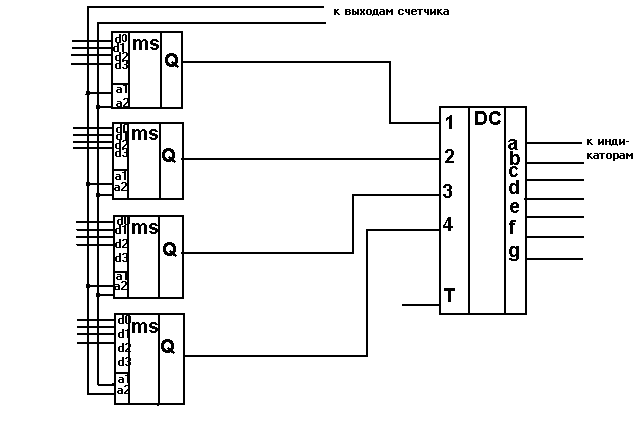 к выходам счетчика
d0
d1
d2
d3
a1
a2
ms
Q
d0
d1
d2
d3
a1
a2
ms
Q
d0
d1
d2
d3
a1
a2
ms
Q
d0
d1
d2
d3
a1
a2
ms
Q
1
2
3
4
T
DC
a
b
c
d
e
f
g
к инди-
каторам